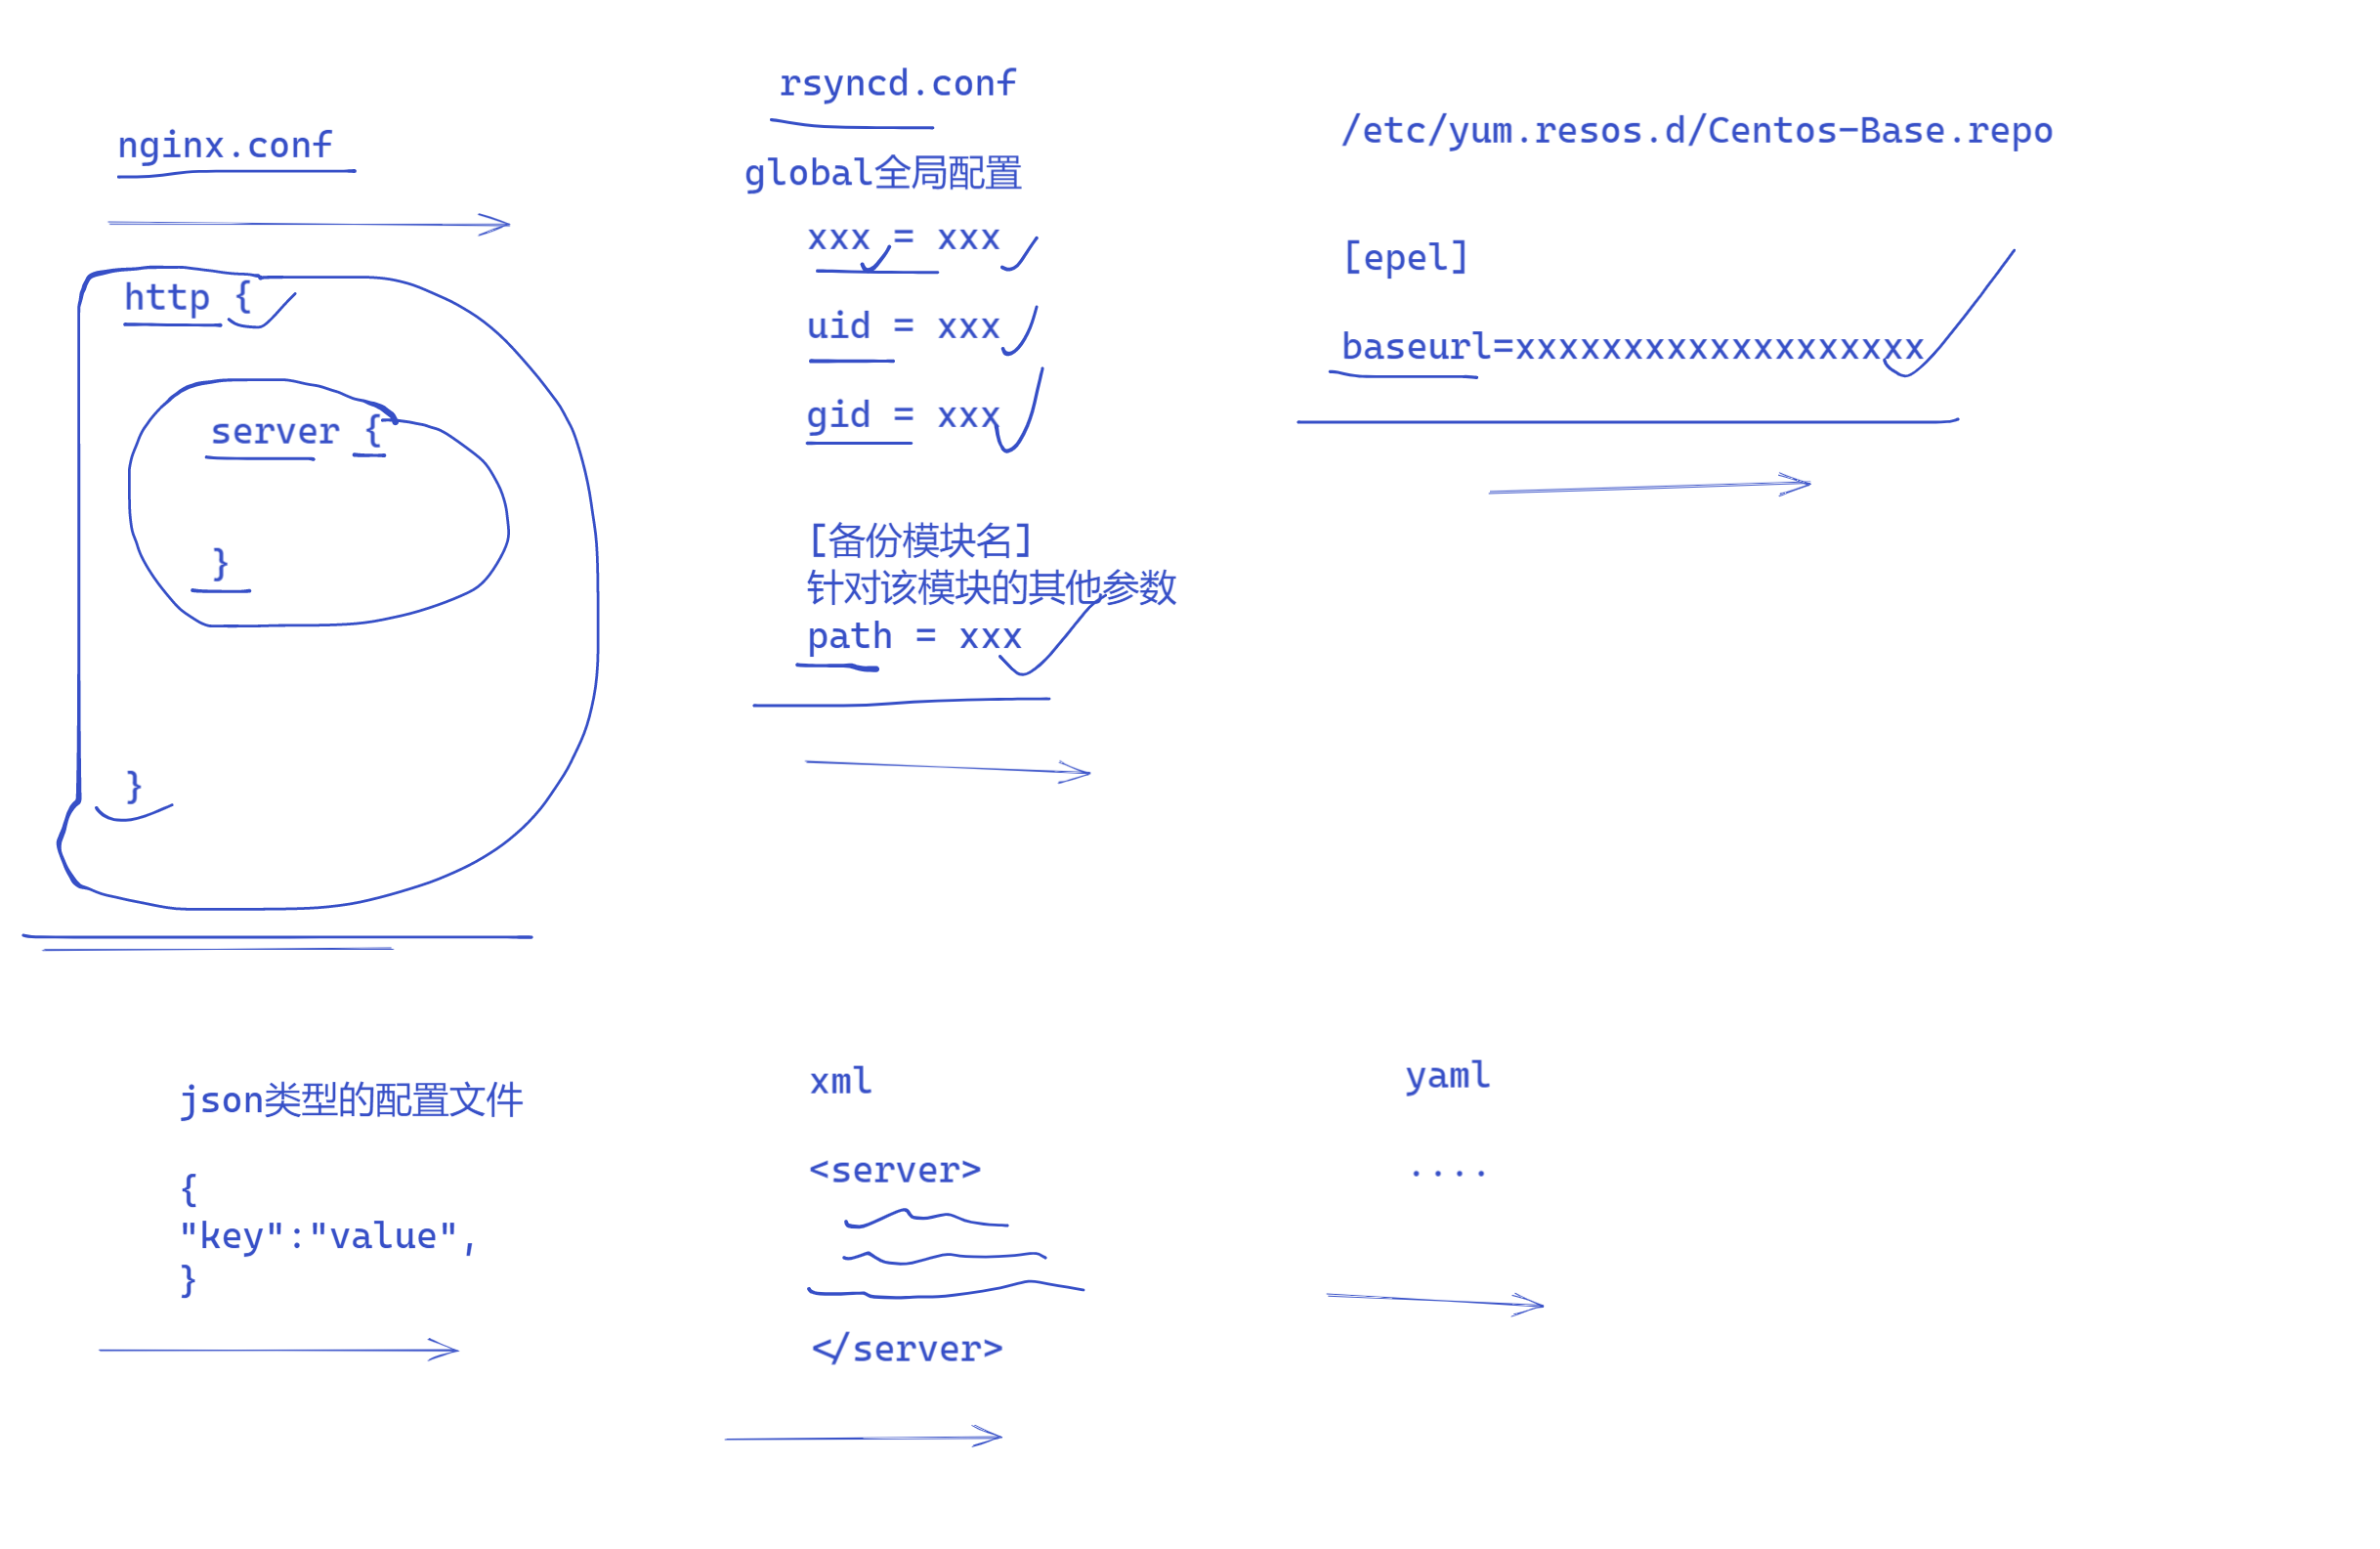 nginx.conf
http {
server {
}
}
rsyncd.conf
global全局配置
xxx = xxx
uid = xxx
gid = xxx
[备份模块名]
针对该模块的其他参数
path = xxx
/etc/yum.resos.d/Centos-Base.repo
[epel]
baseurl=xxxxxxxxxxxxxxxxxxx
json类型的配置文件
{
"key":"value",
}
xml
<server>
</server>
yaml
....